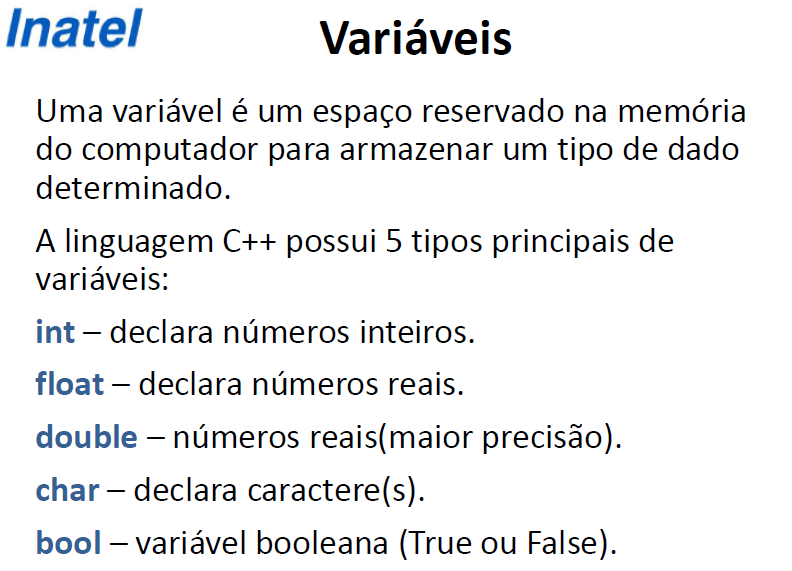 Inatel
Variáveis
Uma variável é um espaço reservado na memória
do computador para armazenar um tipo de dado
determinado.
A linguagem C++ possui 5 tipos principais de
variáveis:
int – declara números inteiros.
float – declara números reais.
double – números reais(maior precisão).
char – declara caractere(s).
bool – variável booleana (True ou False).